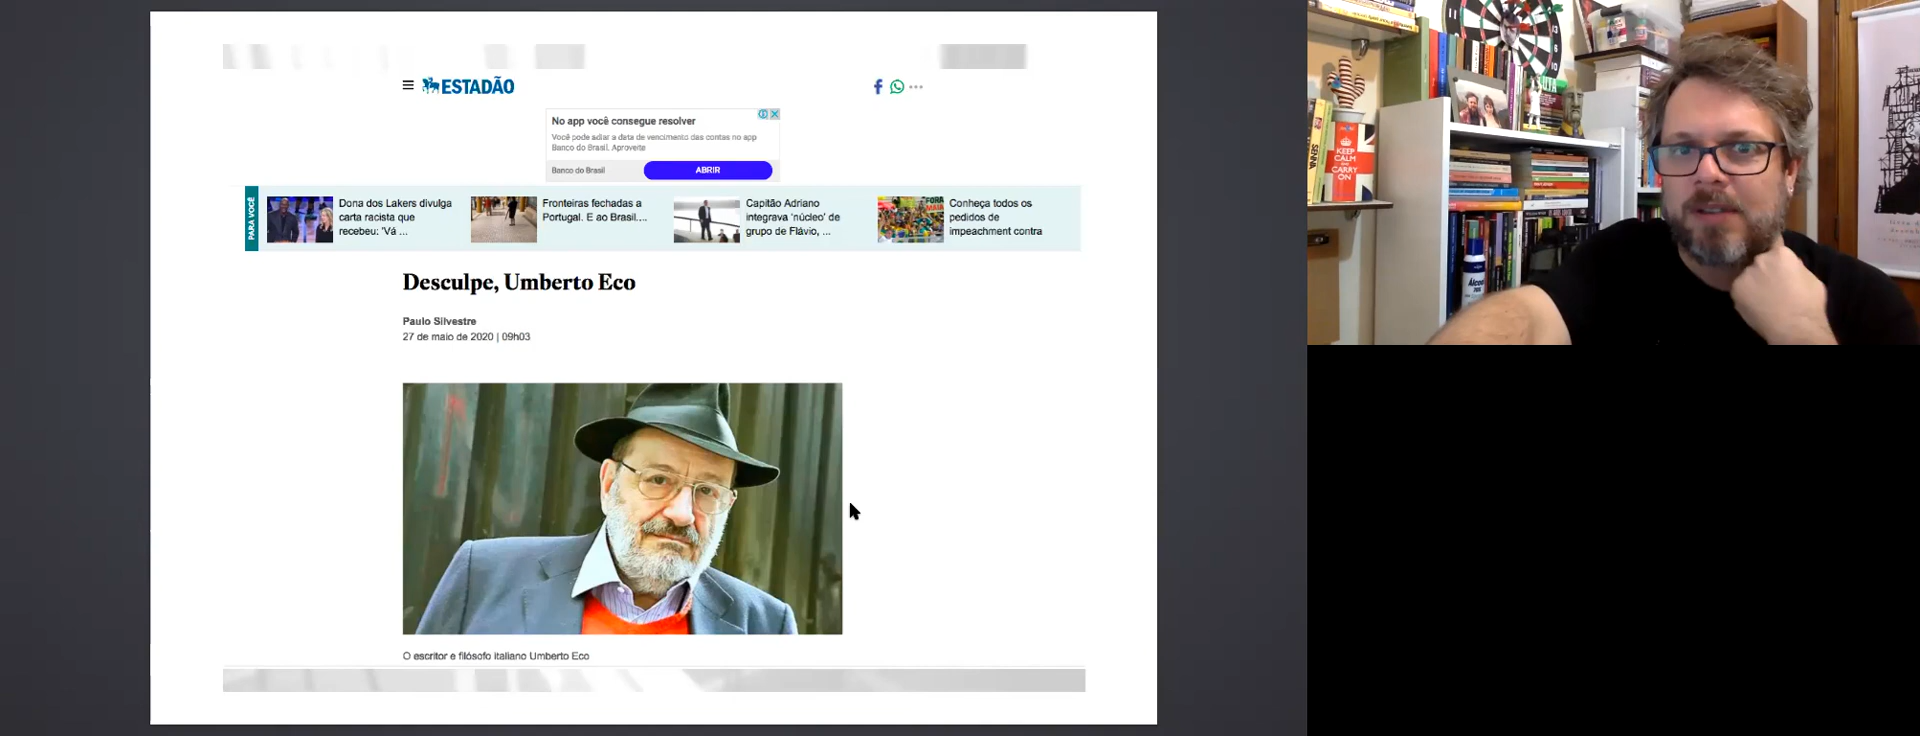 ESTADÃO
No app você consegue resolver
Você pode adiar a data de vencimento das contas no app
Banco do Brasil. Aproveite
Banco do Brasil
ABRIR
PARA VOCÊ
Dona dos Lakers divulga
carta racista que
recebeu: 'Vá ...
Fronteiras fechadas a
Portugal. E ao Brasil....
Capitão Adriano
integrava 'núcleo' de
grupo de Flávio, ...
FORA
MAIA
Conheça todos os
pedidos de
impeachment contra
Desculpe, Umberto Eco
Paulo Silvestre
27 de maio de 2020 | 09h03
O escritor e filósofo italiano Umberto Eco
SENNA
KEEP
CALM
AND
CARRY
ON